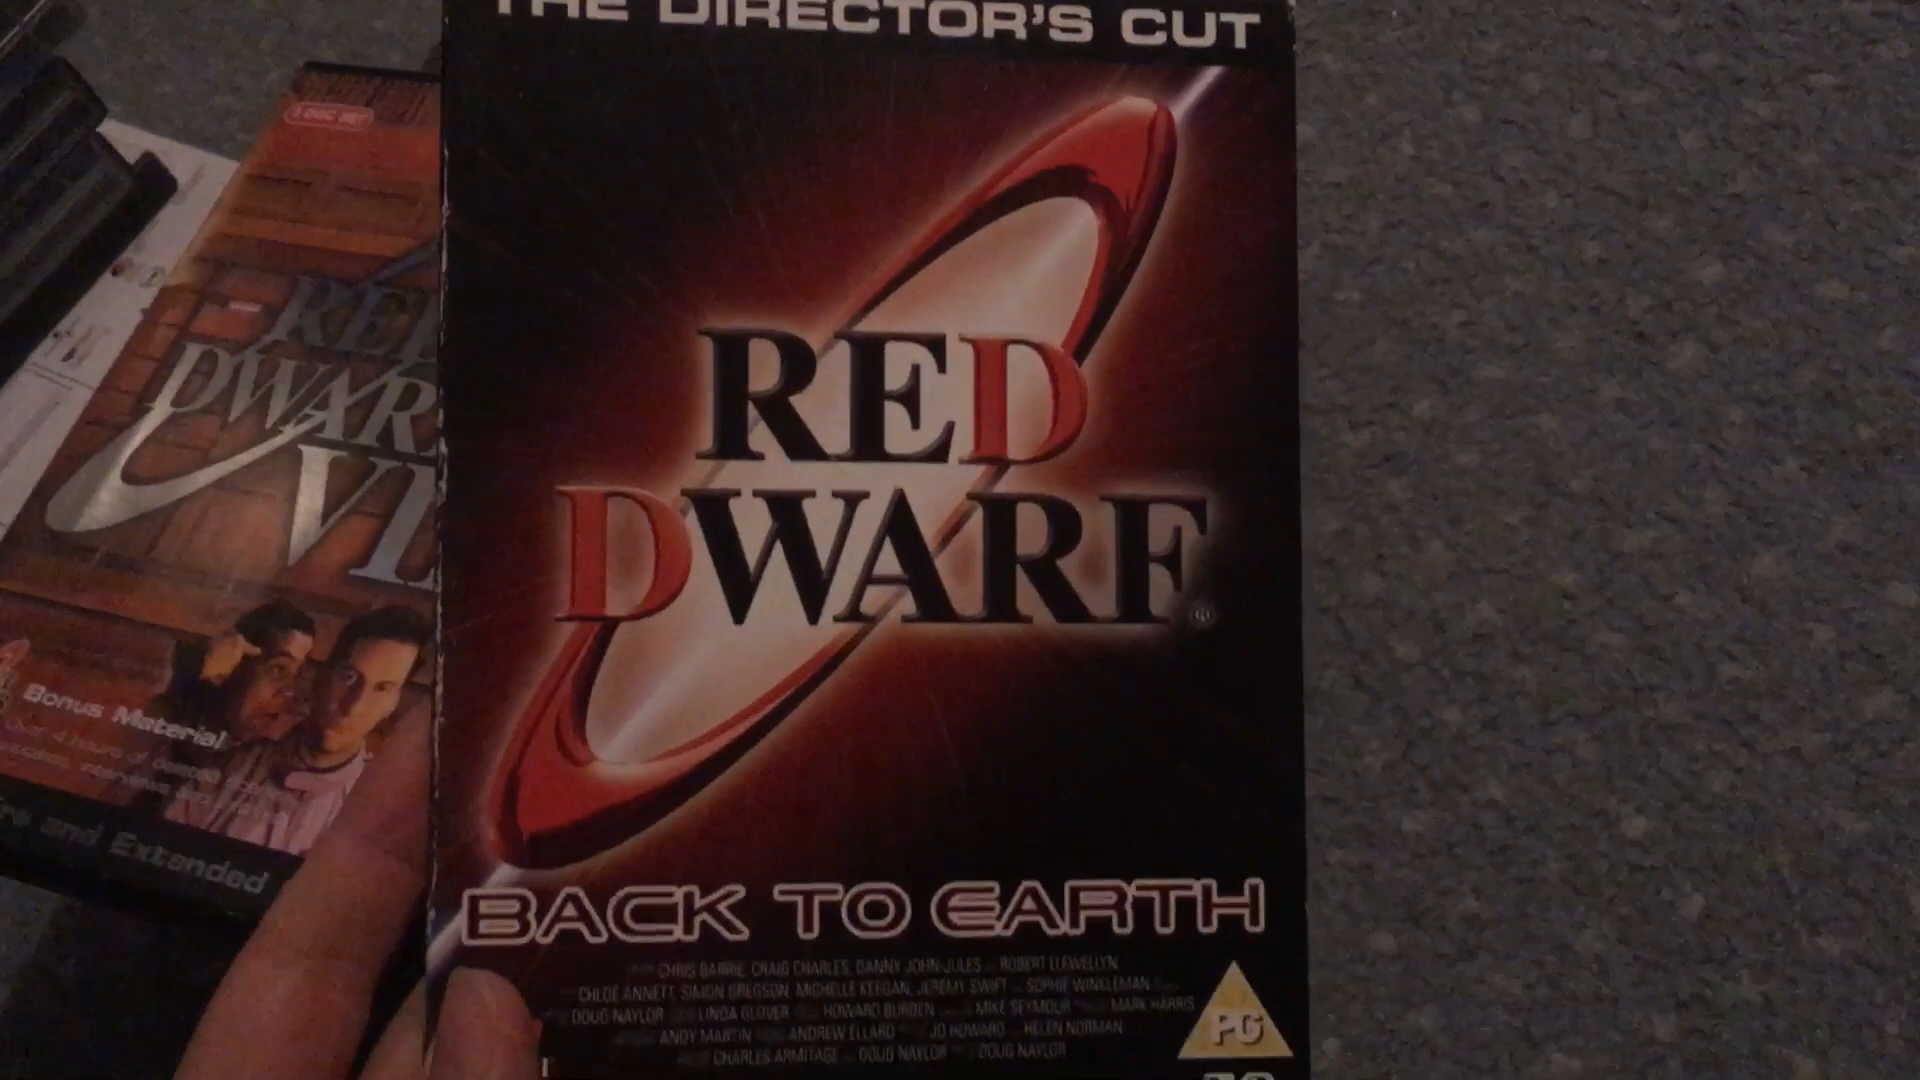 THE DIRECTOR'S CUT
RED
DWARF
®
BACK TO EARTH
CHRIS BARRIE, CRAIG CHARLES, DANNY JOHN-JULES ROBERT LLEWELLYN
CHLOË ANNETT, SIMON GREGSON, MICHELLE KEEGAN, JEREMY SWIFT SOPHIE WINKLEMAN
DOUG NAYLOR LINDA GLOVER HOWARD BURDEN MIKE SEYMOUR MARK HARRIS
ANDY MARTIN ANDREW ELLARD JO HOWARD HELEN NORMAN
CHARLES ARMITAGE DOUG NAYLOR DOUG NAYLOR
PG
DISC SET
RED
DWARF
VI
Bonus Material
and Extended